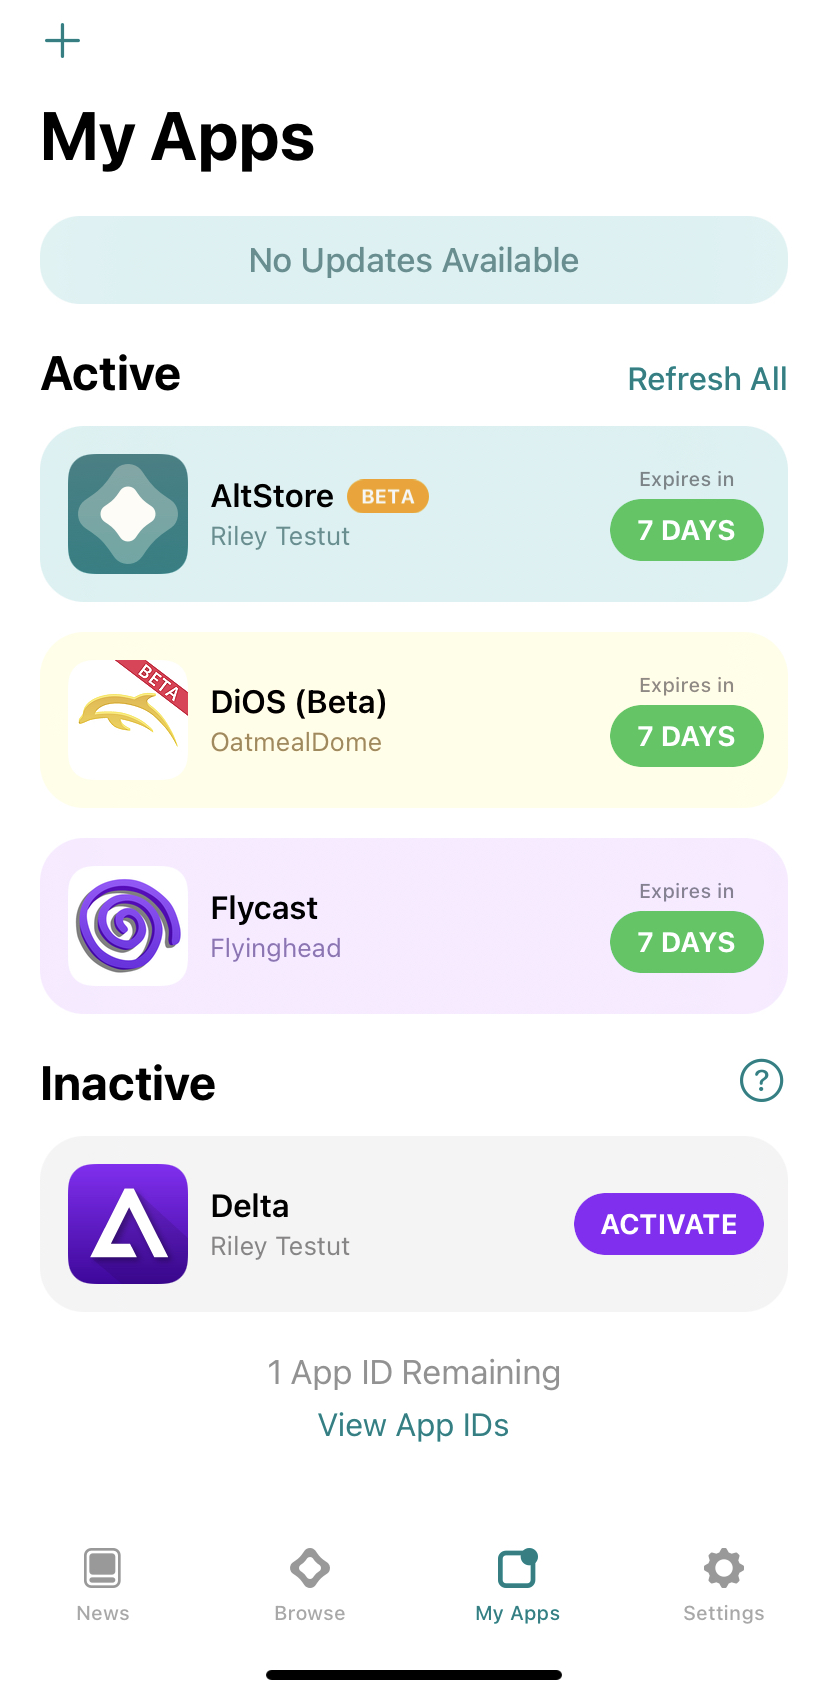 My Apps
No Updates Available
Active
Refresh All
AltStore BETA
Riley Testut
Expires in
7 DAYS
BETA
DiOS (Beta)
OatmealDome
Expires in
7 DAYS
Flycast
Flyinghead
Expires in
7 DAYS
Inactive
?
Delta
Riley Testut
ACTIVATE
1 App ID Remaining
View App IDs
News
Browse
My Apps
Settings